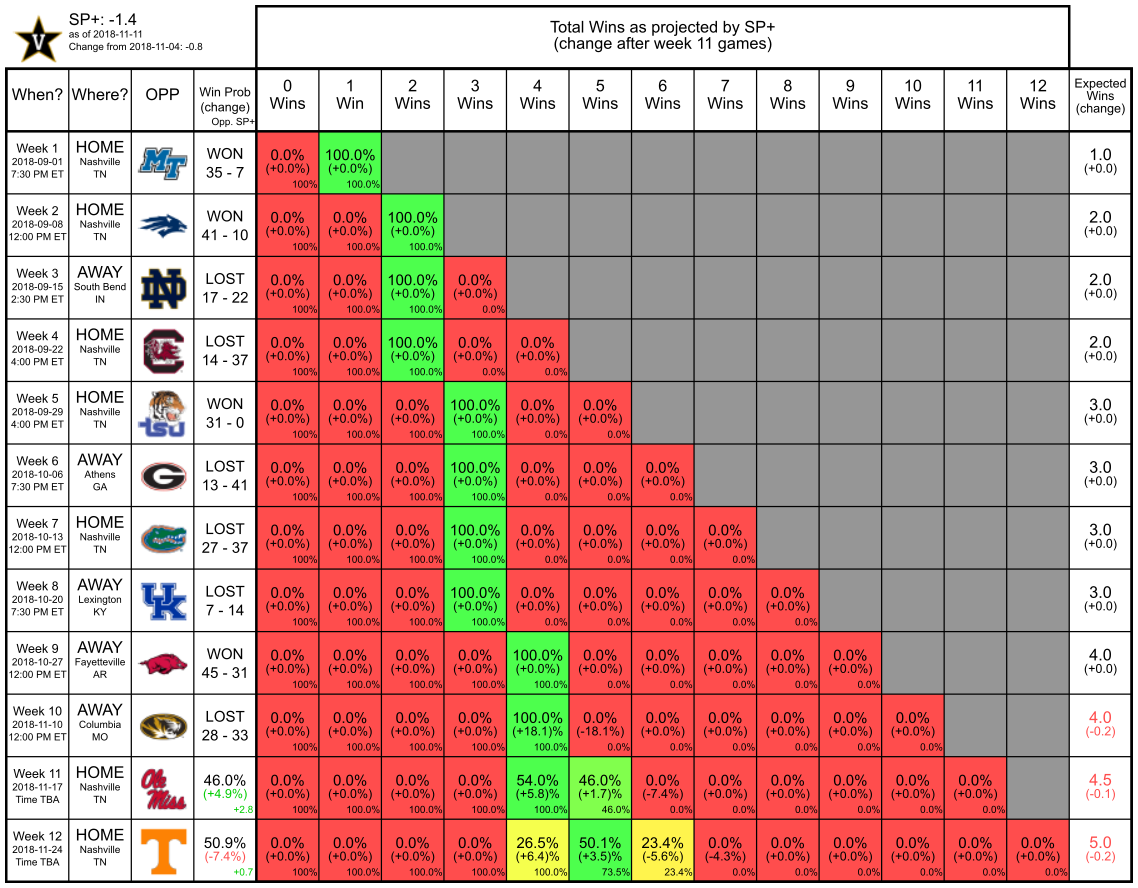 SP+: -1.4
as of 2018-11-11
Change from 2018-11-04: -0.8
V
Total Wins as projected by SP+
(change after week 11 games)
When? Where? OPP Win Prob (change) Opp. SP+ 0 Wins 1 Win 2 Wins 3 Wins 4 Wins 5 Wins 6 Wins 7 Wins 8 Wins 9 Wins 10 Wins 11 Wins 12 Wins Expected Wins (change)
Week 1 HOME MT WON 0.0% 100.0% 1.0
2018-09-01 Nashville 35 - 7 (+0.0%) (+0.0%) (+0.0)
7:30 PM ET TN 100% 100.0%
Week 2 HOME WON 0.0% 0.0% 100.0% 2.0
2018-09-08 Nashville 41 - 10 (+0.0%) (+0.0%) (+0.0%) (+0.0)
12:00 PM ET TN 100% 100.0% 100.0%
Week 3 AWAY ND LOST 0.0% 0.0% 100.0% 0.0% 2.0
2018-09-15 South Bend 17 - 22 (+0.0%) (+0.0%) (+0.0%) (+0.0%) (+0.0)
2:30 PM ET IN 100% 100.0% 100.0% 0.0%
Week 4 HOME C LOST 0.0% 0.0% 100.0% 0.0% 0.0% 2.0
2018-09-22 Nashville 14 - 37 (+0.0%) (+0.0%) (+0.0%) (+0.0%) (+0.0%) (+0.0)
4:00 PM ET TN 100% 100.0% 100.0% 0.0% 0.0%
Week 5 HOME tsu WON 0.0% 0.0% 0.0% 100.0% 0.0% 0.0% 3.0
2018-09-29 Nashville 31 - 0 (+0.0%) (+0.0%) (+0.0%) (+0.0%) (+0.0%) (+0.0%) (+0.0)
4:00 PM ET TN 100% 100.0% 100.0% 100.0% 0.0% 0.0%
Week 6 AWAY G LOST 0.0% 0.0% 0.0% 100.0% 0.0% 0.0% 0.0% 3.0
2018-10-06 Athens 13 - 41 (+0.0%) (+0.0%) (+0.0%) (+0.0%) (+0.0%) (+0.0%) (+0.0%) (+0.0)
7:30 PM ET GA 100% 100.0% 100.0% 100.0% 0.0% 0.0% 0.0%
Week 7 HOME LOST 0.0% 0.0% 0.0% 100.0% 0.0% 0.0% 0.0% 0.0% 3.0
2018-10-13 Nashville 27 - 37 (+0.0%) (+0.0%) (+0.0%) (+0.0%) (+0.0%) (+0.0%) (+0.0%) (+0.0%) (+0.0)
12:00 PM ET TN 100% 100.0% 100.0% 100.0% 0.0% 0.0% 0.0% 0.0%
Week 8 AWAY UK LOST 0.0% 0.0% 0.0% 100.0% 0.0% 0.0% 0.0% 0.0% 0.0% 3.0
2018-10-20 Lexington 7 - 14 (+0.0%) (+0.0%) (+0.0%) (+0.0%) (+0.0%) (+0.0%) (+0.0%) (+0.0%) (+0.0%) (+0.0)
7:30 PM ET KY 100% 100.0% 100.0% 100.0% 0.0% 0.0% 0.0% 0.0% 0.0%
Week 9 AWAY WON 0.0% 0.0% 0.0% 0.0% 100.0% 0.0% 0.0% 0.0% 0.0% 0.0% 4.0
2018-10-27 Fayetteville 45 - 31 (+0.0%) (+0.0%) (+0.0%) (+0.0%) (+0.0%) (+0.0%) (+0.0%) (+0.0%) (+0.0%) (+0.0%) (+0.0)
12:00 PM ET AR 100% 100.0% 100.0% 100.0% 100.0% 0.0% 0.0% 0.0% 0.0% 0.0%
Week 10 AWAY LOST 0.0% 0.0% 0.0% 0.0% 100.0% 0.0% 0.0% 0.0% 0.0% 0.0% 0.0% 4.0
2018-11-10 Columbia 28 - 33 (+0.0%) (+0.0%) (+0.0%) (+0.0%) (+18.1)% (-18.1%) (+0.0%) (+0.0%) (+0.0%) (+0.0%) (+0.0%) (-0.2)
12:00 PM ET MO 100% 100.0% 100.0% 100.0% 100.0% 0.0% 0.0% 0.0% 0.0% 0.0% 0.0%
Week 11 HOME Ole Miss 46.0% 0.0% 0.0% 0.0% 0.0% 54.0% 46.0% 0.0% 0.0% 0.0% 0.0% 0.0% 0.0% 4.5
2018-11-17 Nashville (+4.9%) (+0.0%) (+0.0%) (+0.0%) (+0.0%) (+5.8)% (+1.7)% (-7.4%) (+0.0%) (+0.0%) (+0.0%) (+0.0%) (+0.0%) (-0.1)
Time TBA TN +2.8 100% 100.0% 100.0% 100.0% 100.0% 46.0% 0.0% 0.0% 0.0% 0.0% 0.0% 0.0%
Week 12 HOME T 50.9% 0.0% 0.0% 0.0% 0.0% 26.5% 50.1% 23.4% 0.0% 0.0% 0.0% 0.0% 0.0% 0.0% 5.0
2018-11-24 Nashville (-7.4%) (+0.0%) (+0.0%) (+0.0%) (+0.0%) (+6.4)% (+3.5)% (-5.6%) (-4.3%) (+0.0%) (+0.0%) (+0.0%) (+0.0%) (+0.0%) (-0.2)
Time TBA TN +0.7 100% 100.0% 100.0% 100.0% 100.0% 73.5% 23.4% 0.0% 0.0% 0.0% 0.0% 0.0% 0.0%